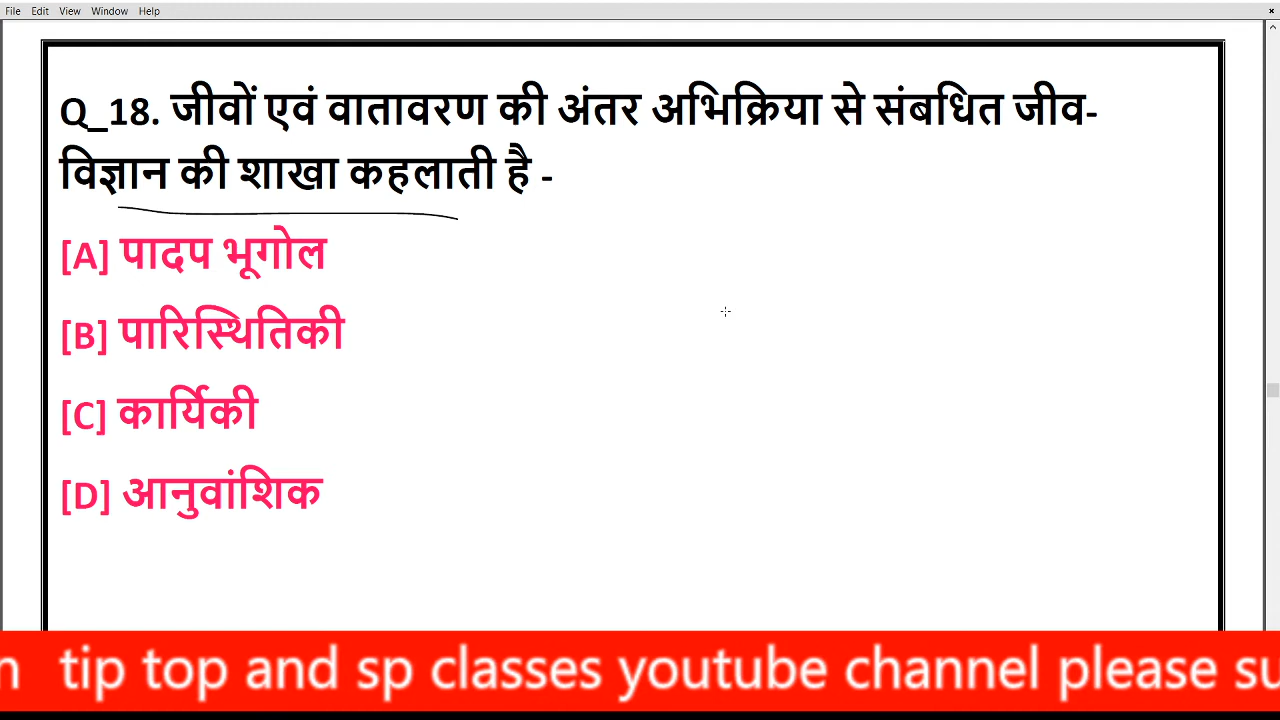 File Edit View Window Help
Q_18. जीवों एवं वातावरण की अंतर अभिक्रिया से संबधित जीव-
विज्ञान की शाखा कहलाती है -
[A] पादप भूगोल
[B] पारिस्थितिकी
[C] कार्यिकी
[D] आनुवांशिक
tip top and sp classes youtube channel please su